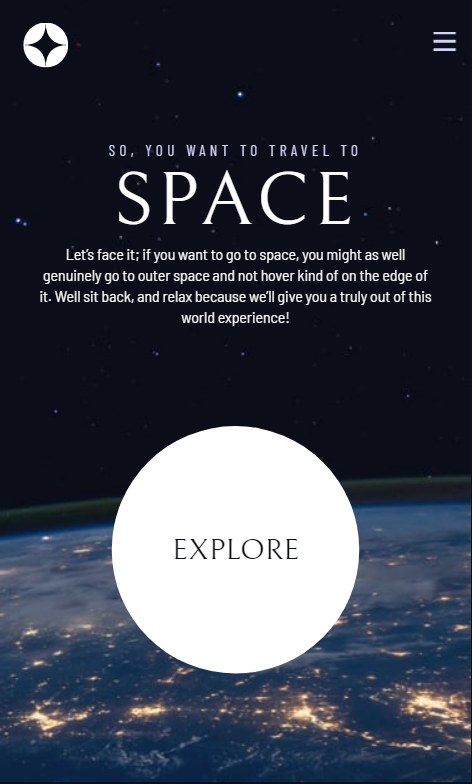 SO, YOU WANT TO TRAVEL TO
SPACE
Let’s face it; if you want to go to space, you might as well
genuinely go to outer space and not hover kind of on the edge of
it. Well sit back, and relax because we’ll give you a truly out of this
world experience!
EXPLORE